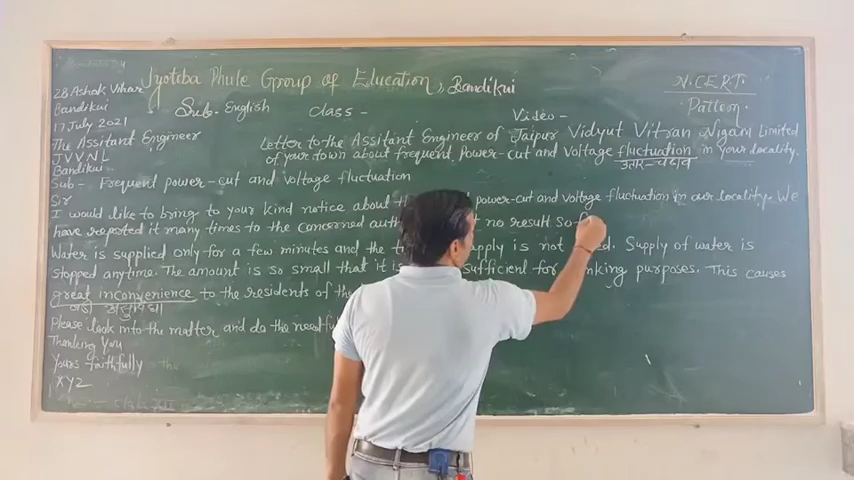 Jyotoba Phule Group of Education, Bandikui
N.C.E.R.T.
Pattern
Sub- English
Class -
Video -
28 Ashok Vihar
Bandikui
17 July 2021
The Assitant Engineer
JVVNL
Bandikui
Letter to the Assitant Engineer of Jaipur Vidyut Vitran Nigam Limited
of your town about frequent Power-cut and Voltage fluctuation in your locality.
उतार-चढ़ाव
Sub- Frequent power-cut and voltage fluctuation
Sir
I would like to bring to your kind notice about the power-cut and voltage fluctuation in our locality. We
have reported it many times to the concerned no result so
Water is supplied only for a few minutes and the is not Supply of water is
stopped anytime. The amount is so small that it is sufficient for purposes. This causes
great inconvenience to the residents of
Please look into the matter and do the needful
Thanking You
Yours faithfully
XYZ